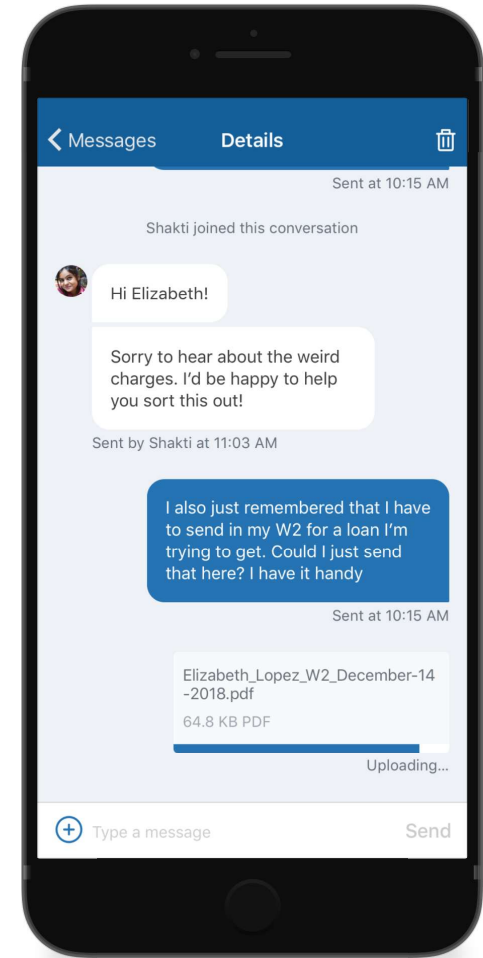 Messages
Details
Sent at 10:15 AM
Shakti joined this conversation
Hi Elizabeth!
Sorry to hear about the weird
charges. I'd be happy to help
you sort this out!
Sent by Shakti at 11:03 AM
I also just remembered that I have
to send in my W2 for a loan I'm
trying to get. Could I just send
that here? I have it handy
Sent at 10:15 AM
Elizabeth_Lopez_W2_December-14
-2018.pdf
64.8 KB PDF
Uploading...
Type a message
Send